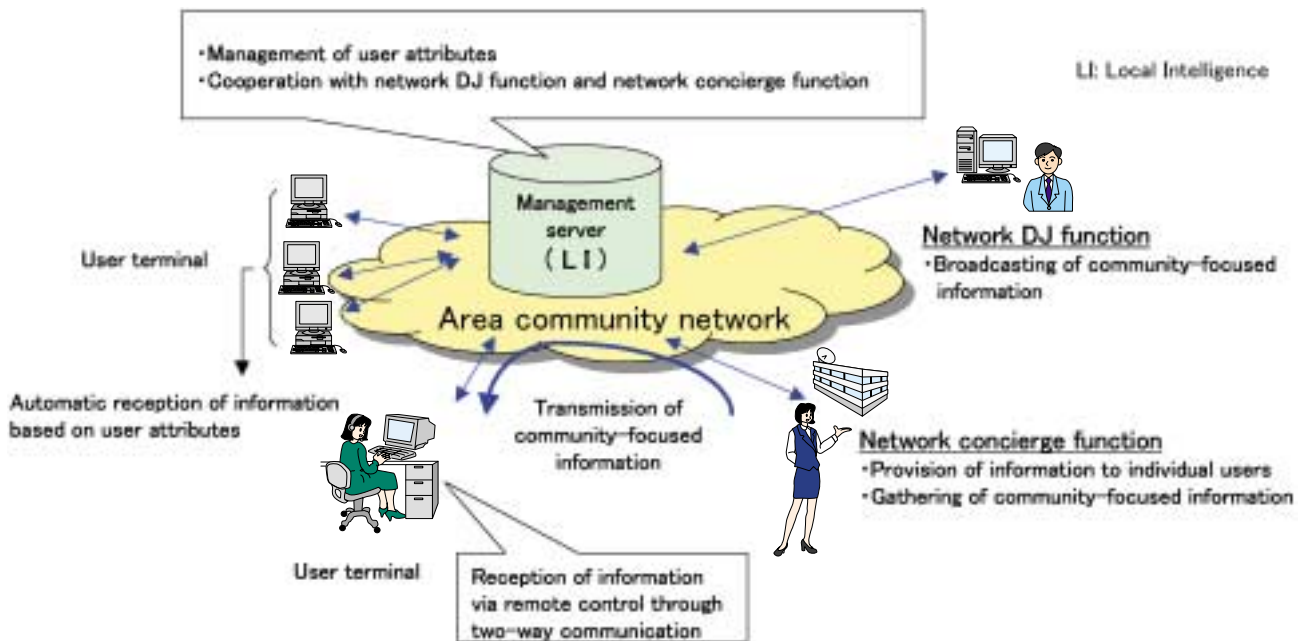 ・Management of user attributes
・Cooperation with network DJ function and network concierge function
LI: Local Intelligence
Management
server
(LI)
User terminal
Network DJ function
・Broadcasting of community-focused
information
Area community network
Automatic reception of information
based on user attributes
Transmission of
community-focused
information
Network concierge function
・Provision of information to individual users
・Gathering of community-focused information
User terminal
Reception of information
via remote control through
two-way communication